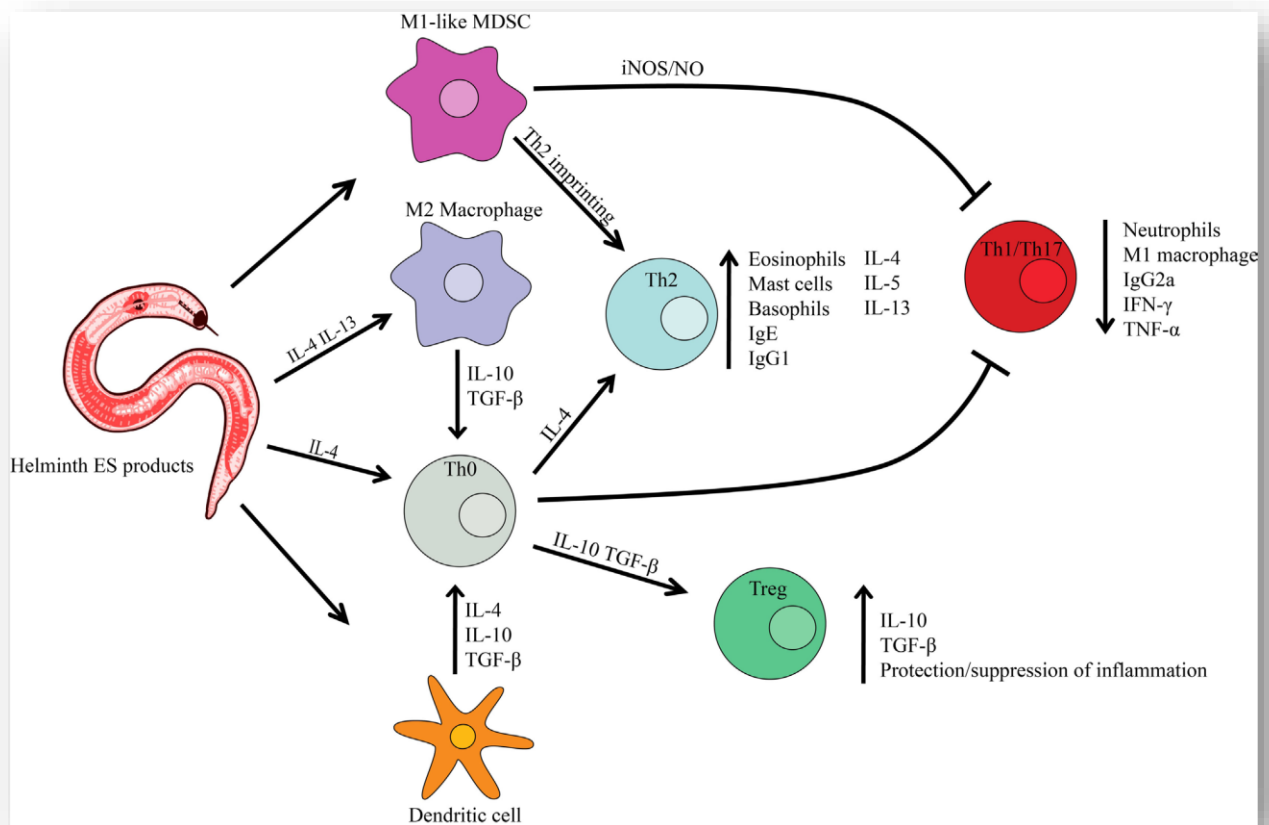 M1-like MDSC
iNOS/NO
Th2 imprinting
M2 Macrophage
IL-4 IL-13
IL-10
TGF-β
Helminth ES products
IL-4
Th0
IL-4
Th2
Eosinophils IL-4
Mast cells IL-5
Basophils IL-13
IgE
IgG1
Th1/Th17
Neutrophils
M1 macrophage
IgG2a
IFN-γ
TNF-α
IL-10 TGF-β
Treg
IL-10
TGF-β
Protection/suppression of inflammation
IL-4
IL-10
TGF-β
Dendritic cell